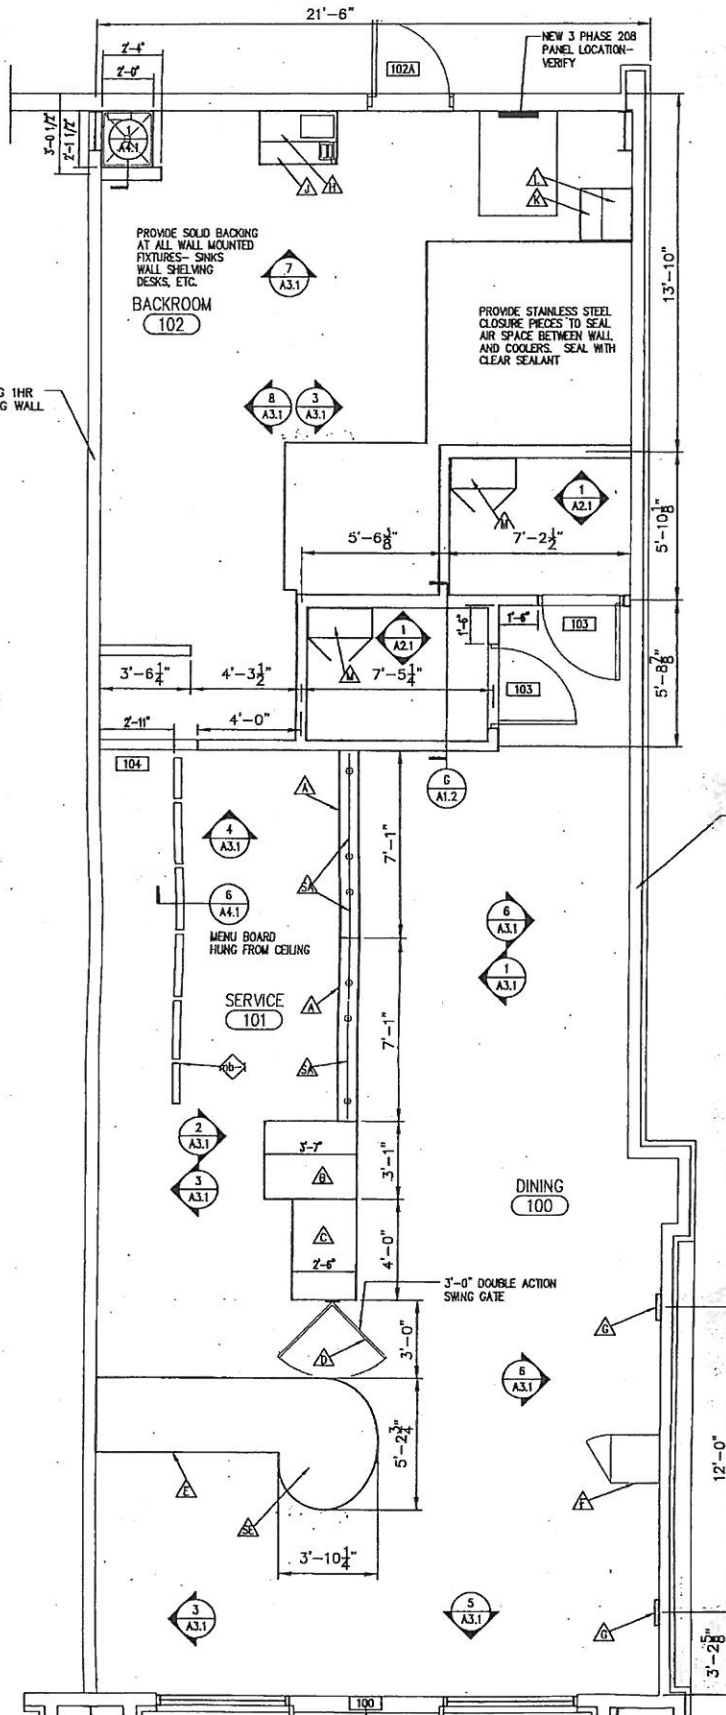 21'-6"
2'-4"
2'-0"
102A
NEW 3 PHASE 208
PANEL LOCATION-
VERIFY
3'-0 1/2"
2'-1 1/2"
1
A4.1
J
H
L
K
PROVIDE SOLID BACKING
AT ALL WALL MOUNTED
FIXTURES- SINKS
WALL SHELVING
DESKS, ETC.
7
A3.1
13'-10"
BACKROOM
102
PROVIDE STAINLESS STEEL
CLOSURE PIECES TO SEAL
AIR SPACE BETWEEN WALL
AND COOLERS. SEAL WITH
CLEAR SEALANT
G 1HR
G WALL
8
A3.1
3
A3.1
1
A2.1
M
5'-6 3/8"
7'-2 1/2"
5'-10 1/8"
1'-6"
1'-6"
103
1
A2.1
M
3'-6 1/4"
4'-3 1/2"
7'-5 1/4"
103
5'-8 7/8"
2'-11"
4'-0"
104
A
G
A1.2
4
A3.1
7'-1"
SA
6
A4.1
6
A3.1
MENU BOARD
HUNG FROM CEILING
1
A3.1
SERVICE
101
A
7'-1"
mb-1
SA
2
A3.1
3'-7"
B
3'-1"
3
A3.1
DINING
100
C
2'-6"
4'-0"
3'-0" DOUBLE ACTION
SWING GATE
G
D
3'-0"
6
A3.1
5'-2 3/4"
12'-0"
E
F
SE
3'-10 1/4"
3
A3.1
5
A3.1
G
3'-2 5/8"
100